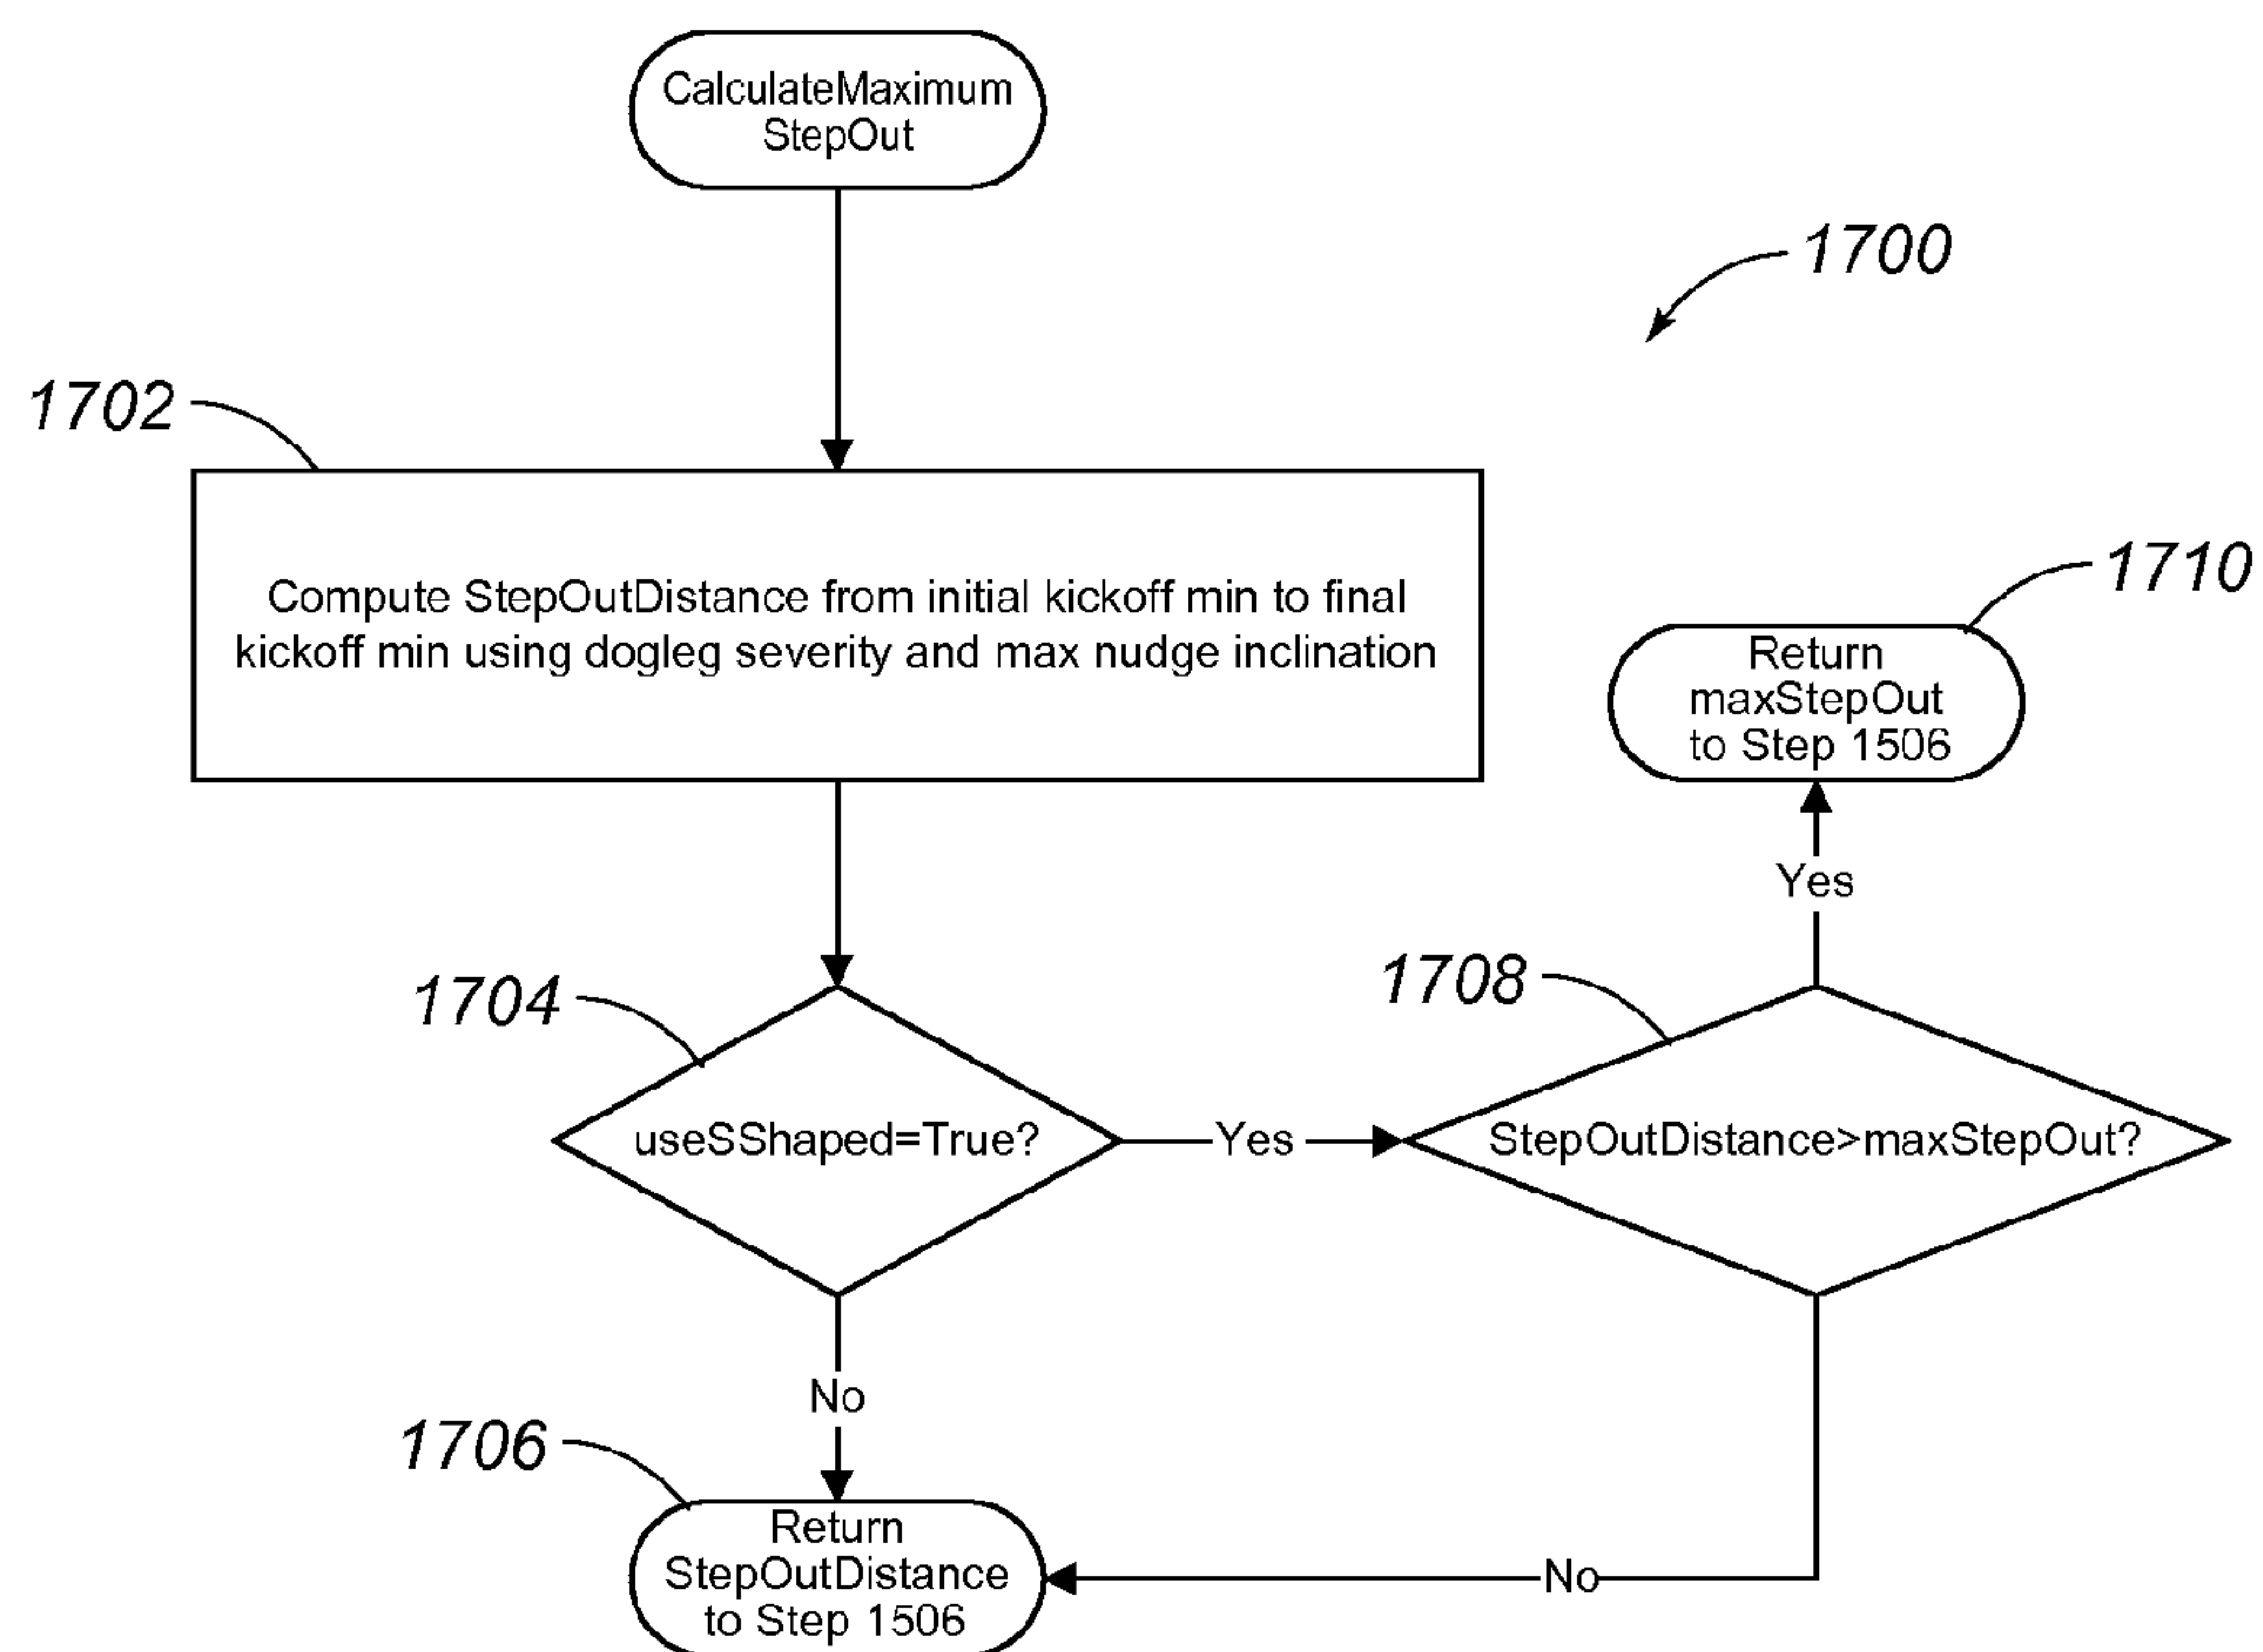 CalculateMaximum
StepOut
1700
1702
Compute StepOutDistance from initial kickoff min to final
kickoff min using dogleg severity and max nudge inclination
1710
Return
maxStepOut
to Step 1506
Yes
1704
1708
useSShaped=True?
Yes
StepOutDistance>maxStepOut?
No
1706
Return
StepOutDistance
to Step 1506
No